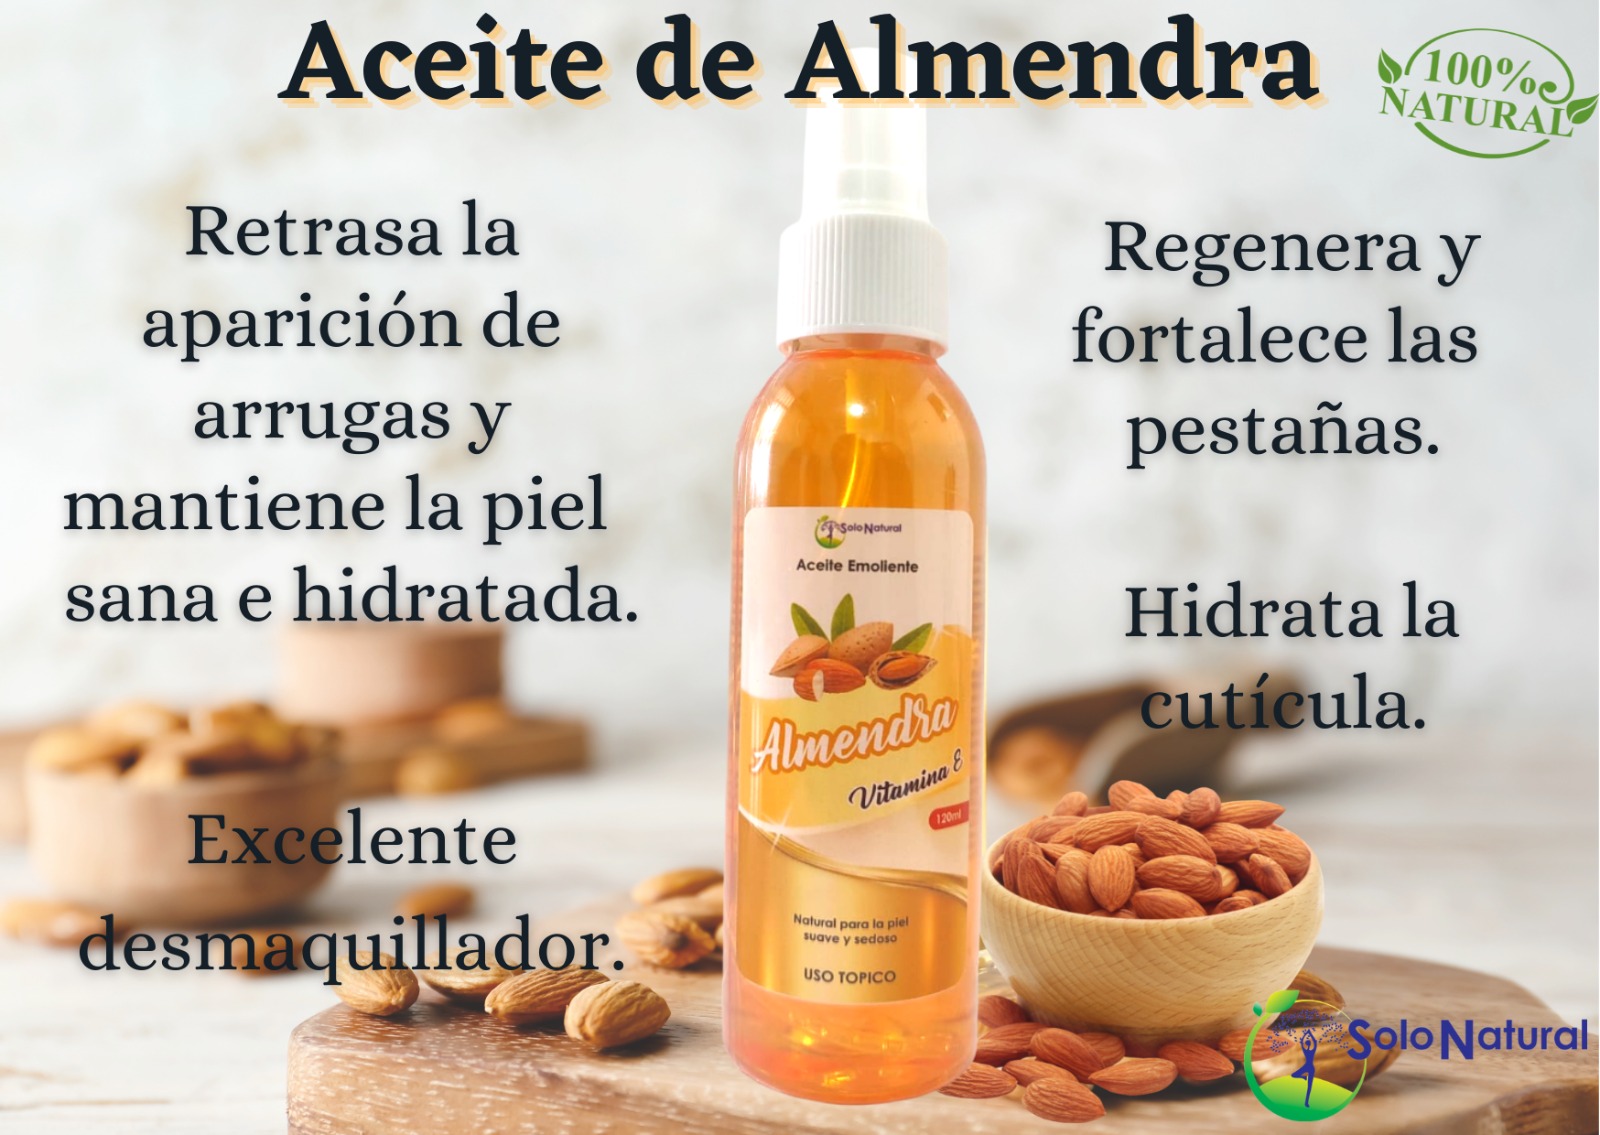 Aceite de Almendra
100%
NATURAL
Retrasa la
aparición de
arrugas y
mantiene la piel
sana e hidratada.
Excelente
desmaquillador.
Regenera y
fortalece las
pestañas.
Hidrata la
cutícula.
Solo Natural
Aceite Emoliente
Almendra
Vitamina E
120ml
Natural para la piel
suave y sedoso
USO TOPICO
Solo Natural